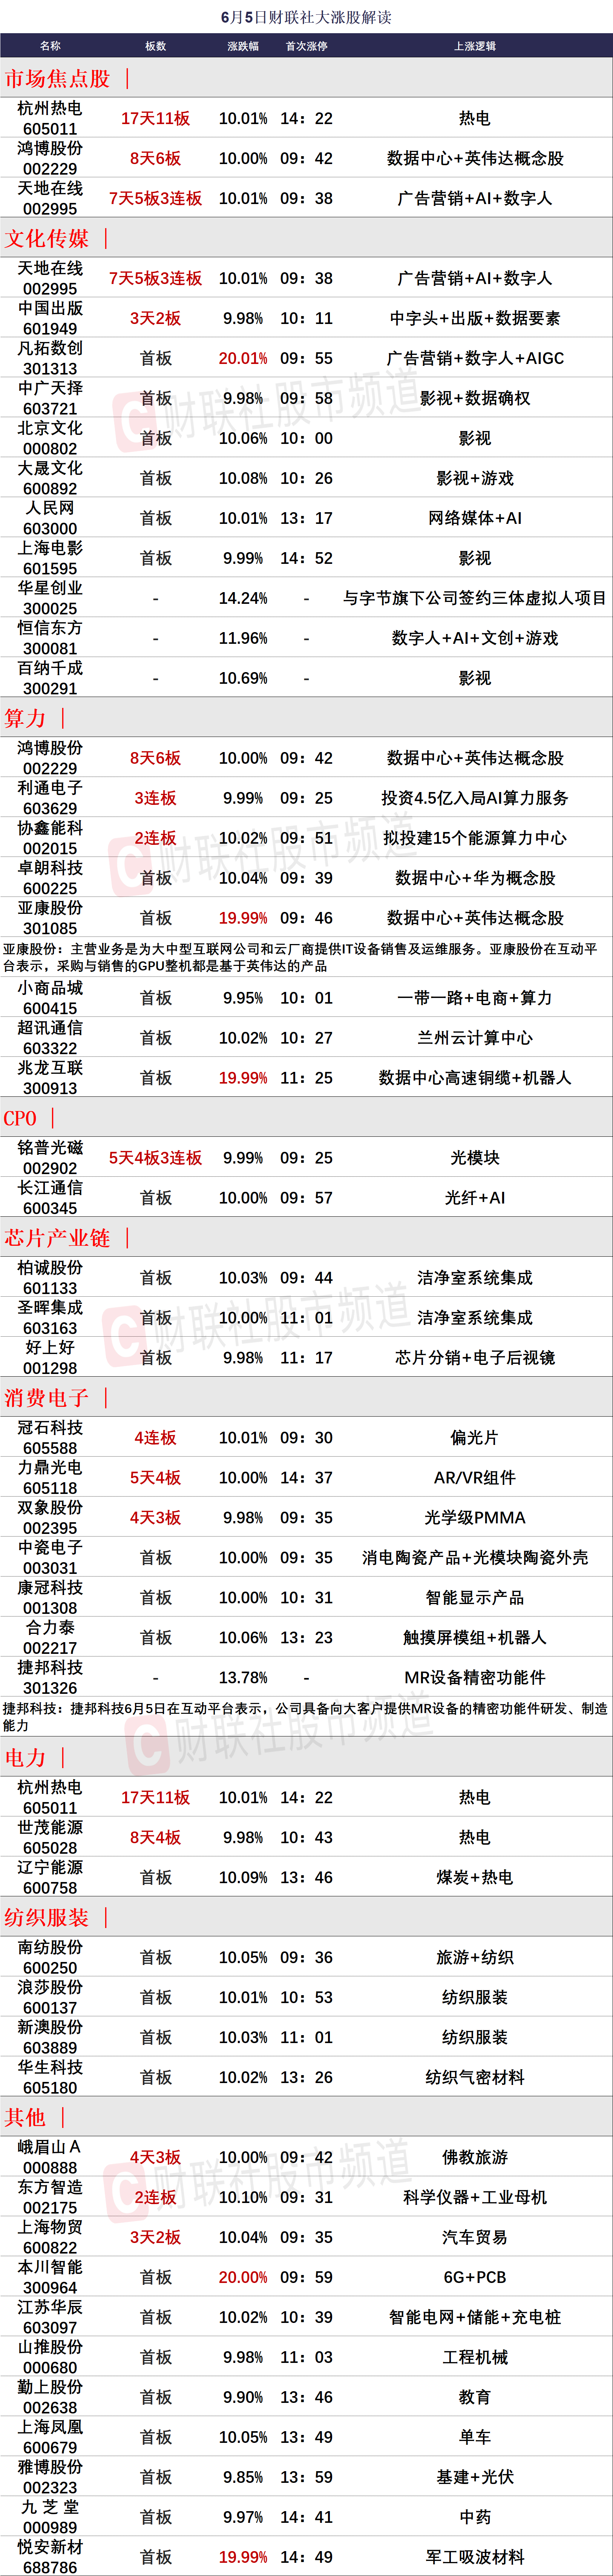 6月5日财联社大涨股解读
名称 板数 涨跌幅 首次涨停 上涨逻辑
市场焦点股 |
杭州热电 605011 17天11板 10.01% 14：22 热电
鸿博股份 002229 8天6板 10.00% 09：42 数据中心+英伟达概念股
天地在线 002995 7天5板3连板 10.01% 09：38 广告营销+AI+数字人
文化传媒 |
天地在线 002995 7天5板3连板 10.01% 09：38 广告营销+AI+数字人
中国出版 601949 3天2板 9.98% 10：11 中字头+出版+数据要素
凡拓数创 301313 首板 20.01% 09：55 广告营销+数字人+AIGC
中广天择 603721 首板 9.98% 09：58 影视+数据确权
北京文化 000802 首板 10.06% 10：00 影视
大晟文化 600892 首板 10.08% 10：26 影视+游戏
人民网 603000 首板 10.01% 13：17 网络媒体+AI
上海电影 601595 首板 9.99% 14：52 影视
华星创业 300025 - 14.24% - 与字节旗下公司签约三体虚拟人项目
恒信东方 300081 - 11.96% - 数字人+AI+文创+游戏
百纳千成 300291 - 10.69% - 影视
财联社股市频道
算力 |
鸿博股份 002229 8天6板 10.00% 09：42 数据中心+英伟达概念股
利通电子 603629 3连板 9.99% 09：25 投资4.5亿入局AI算力服务
协鑫能科 002015 2连板 10.02% 09：51 拟投建15个能源算力中心
卓朗科技 600225 首板 10.04% 09：39 数据中心+华为概念股
亚康股份 301085 首板 19.99% 09：46 数据中心+英伟达概念股
财联社股市频道
亚康股份：主营业务是为大中型互联网公司和云厂商提供IT设备销售及运维服务。亚康股份在互动平
台表示，采购与销售的GPU整机都是基于英伟达的产品
小商品城 600415 首板 9.95% 10：01 一带一路+电商+算力
超讯通信 603322 首板 10.02% 10：27 兰州云计算中心
兆龙互联 300913 首板 19.99% 11：25 数据中心高速铜缆+机器人
CPO |
铭普光磁 002902 5天4板3连板 9.99% 09：25 光模块
长江通信 600345 首板 10.00% 09：57 光纤+AI
芯片产业链 |
柏诚股份 601133 首板 10.03% 09：44 洁净室系统集成
圣晖集成 603163 首板 10.00% 11：01 洁净室系统集成
好上好 001298 首板 9.98% 11：17 芯片分销+电子后视镜
财联社股市频道
消费电子 |
冠石科技 605588 4连板 10.01% 09：30 偏光片
力鼎光电 605118 5天4板 10.00% 14：37 AR/VR组件
双象股份 002395 4天3板 9.98% 09：35 光学级PMMA
中瓷电子 003031 首板 10.00% 09：35 消电陶瓷产品+光模块陶瓷外壳
康冠科技 001308 首板 10.00% 10：31 智能显示产品
合力泰 002217 首板 10.06% 13：23 触摸屏模组+机器人
捷邦科技 301326 - 13.78% - MR设备精密功能件
捷邦科技：捷邦科技6月5日在互动平台表示，公司具备向大客户提供MR设备的精密功能件研发、制造
能力
财联社股市频道
电力 |
杭州热电 605011 17天11板 10.01% 14：22 热电
世茂能源 605028 8天4板 9.98% 10：43 热电
辽宁能源 600758 首板 10.09% 13：46 煤炭+热电
纺织服装 |
南纺股份 600250 首板 10.05% 09：36 旅游+纺织
浪莎股份 600137 首板 10.01% 10：53 纺织服装
新澳股份 603889 首板 10.03% 11：01 纺织服装
华生科技 605180 首板 10.02% 13：26 纺织气密材料
其他 |
峨眉山Ａ 000888 4天3板 10.00% 09：42 佛教旅游
东方智造 002175 2连板 10.10% 09：31 科学仪器+工业母机
上海物贸 600822 3天2板 10.04% 09：35 汽车贸易
财联社股市频道
本川智能 300964 首板 20.00% 09：59 6G+PCB
江苏华辰 603097 首板 10.02% 10：39 智能电网+储能+充电桩
山推股份 000680 首板 9.98% 11：03 工程机械
勤上股份 002638 首板 9.90% 13：46 教育
上海凤凰 600679 首板 10.05% 13：49 单车
雅博股份 002323 首板 9.85% 13：59 基建+光伏
九 芝 堂 000989 首板 9.97% 14：41 中药
悦安新材 688786 首板 19.99% 14：49 军工吸波材料